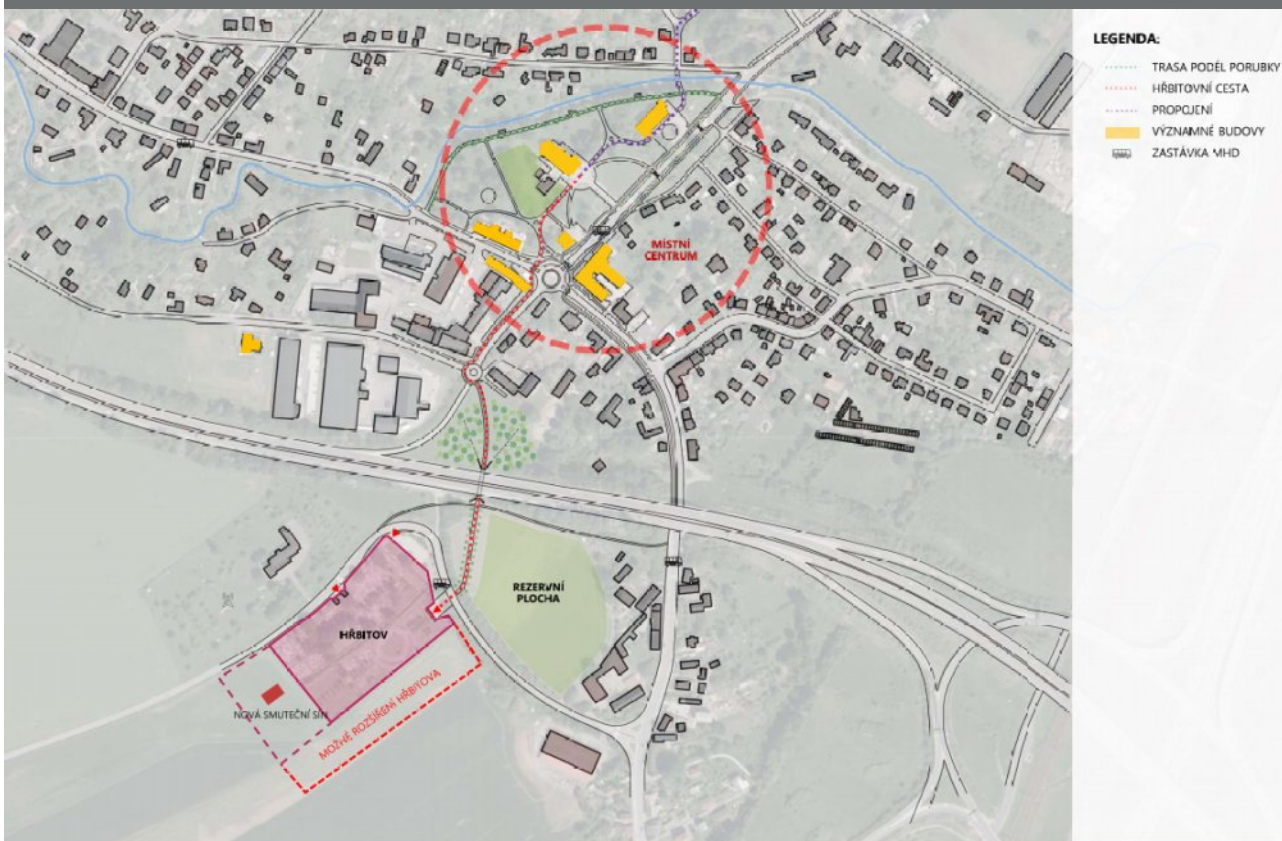 LEGENDA:
TRASA PODÉL PORUBKY
HŘBITOVNÍ CESTA
PROPOJENÍ
VÝZNAMNÉ BUDOVY
ZASTÁVKA MHD
MÍSTNÍ
CENTRUM
REZERVNÍ
PLOCHA
HŘBITOV
NOVÁ SMUTEČNÍ SÍŇ
MOŽNÉ ROZŠÍŘENÍ HŘBITOVA